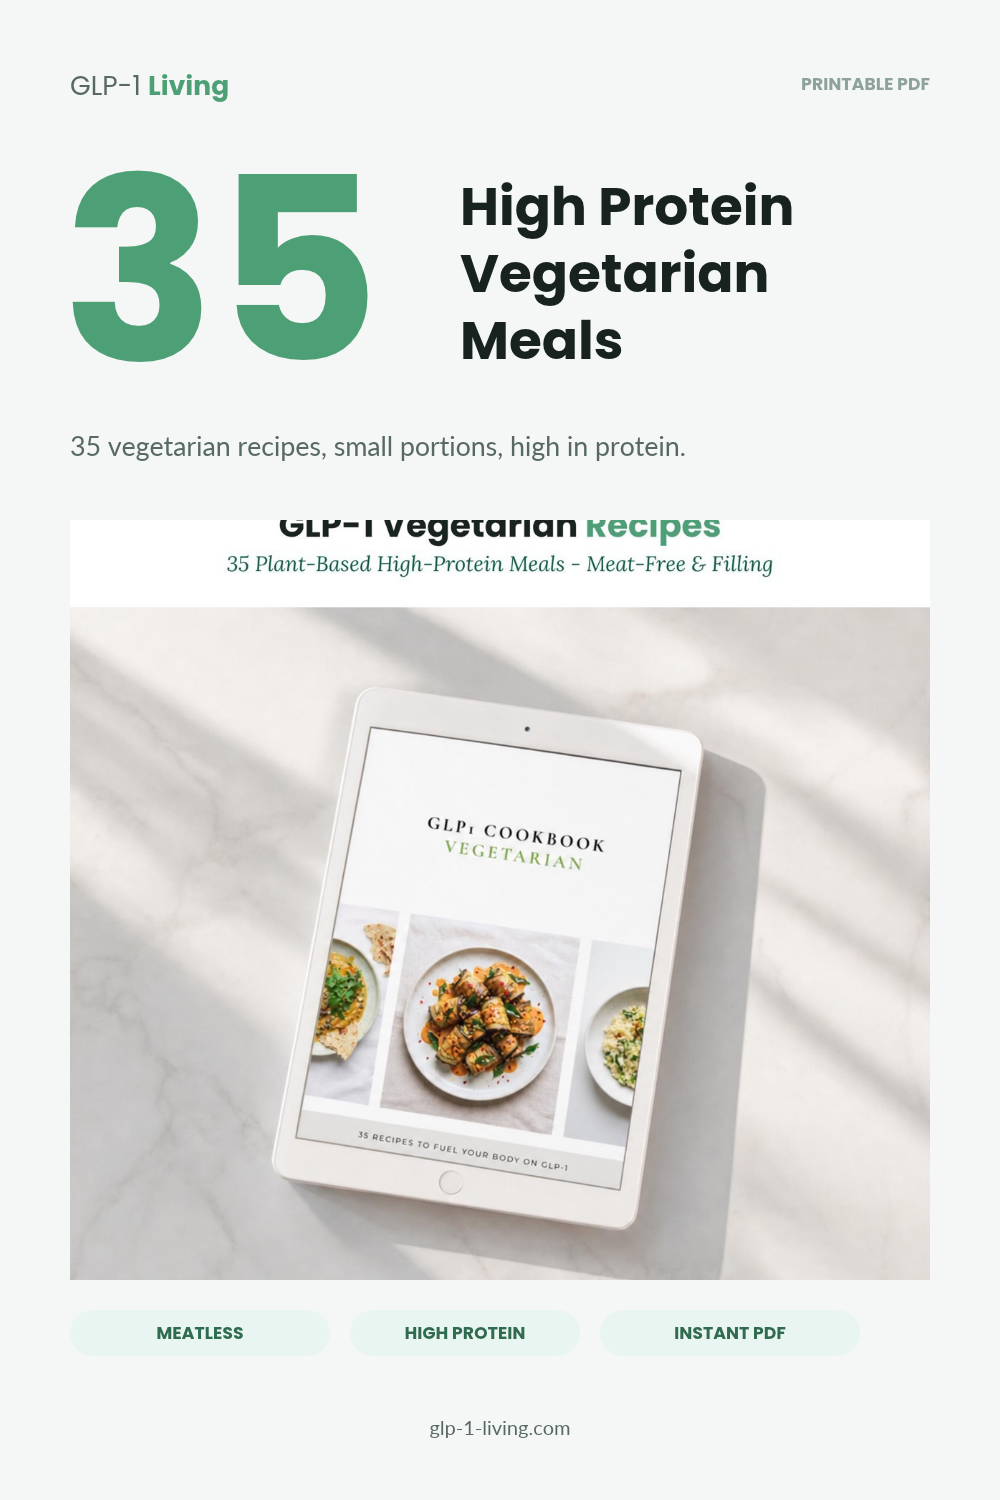 GLP-1 Living
PRINTABLE PDF
35
High Protein
Vegetarian
Meals
35 vegetarian recipes, small portions, high in protein.
GLP-1 Vegetarian Recipes
35 Plant-Based High-Protein Meals - Meat-Free & Filling
GLP1 COOKBOOK
VEGETARIAN
35 RECIPES TO FUEL YOUR BODY ON GLP-1
MEATLESS
HIGH PROTEIN
INSTANT PDF
glp-1-living.com